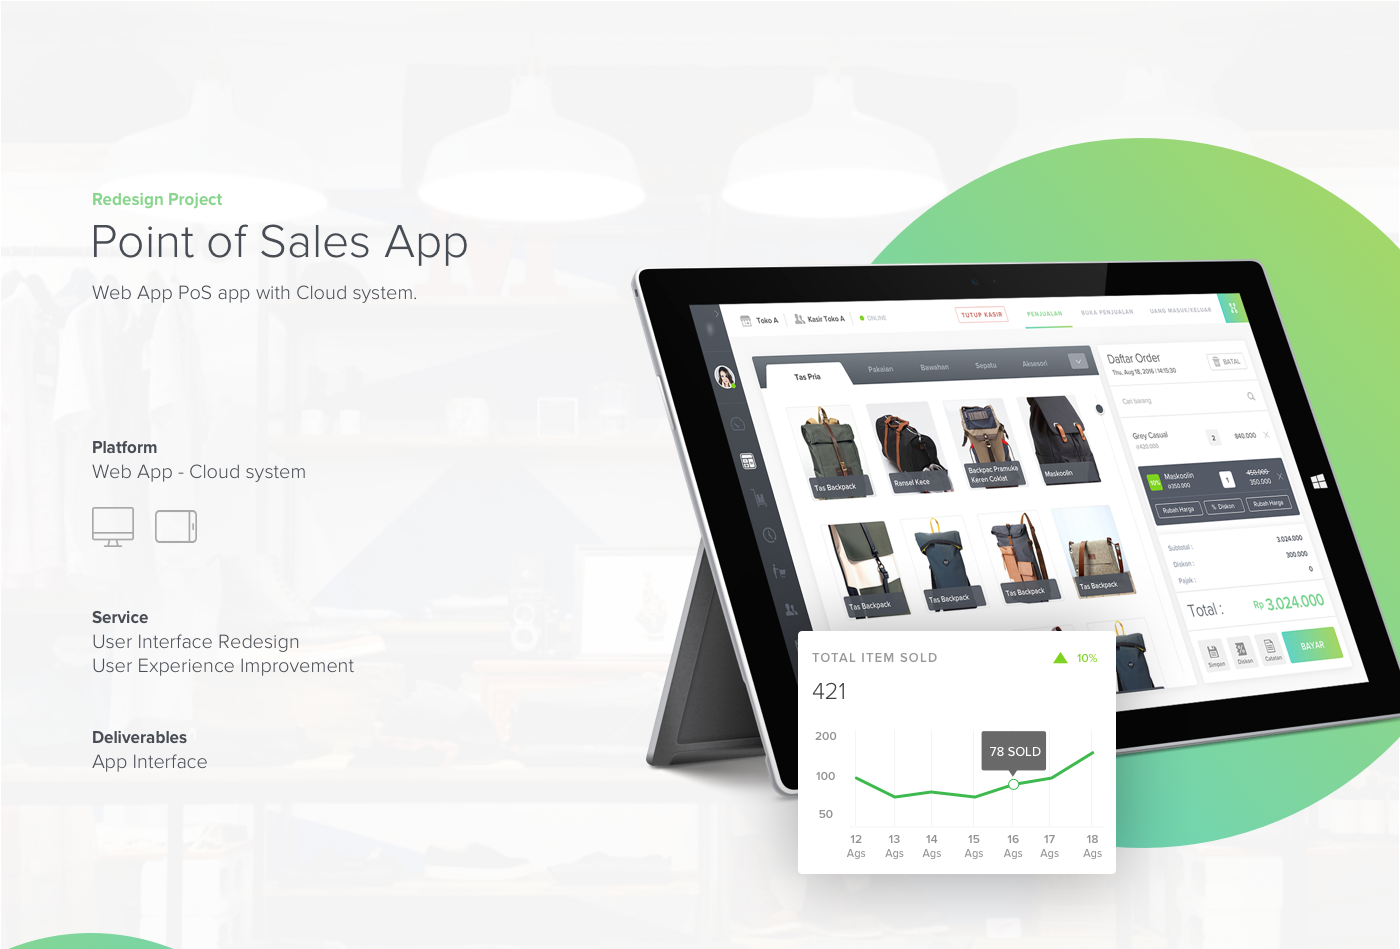 Redesign Project
Point of Sales App
Web App PoS app with Cloud system.
Platform
Web App - Cloud system
Service
User Interface Redesign
User Experience Improvement
Deliverables
App Interface
Toko A
Kasir Toko A
ONLINE
TUTUP KASIR
PENJUALAN
BUKA PENJUALAN
UANG MASUK/KELUAR
Tas Pria
Pakaian
Bawahan
Sepatu
Aksesori
Tas Backpack
Ransel Kece
Backpac Pramuka
Keren Coklat
Maskoolin
Tas Backpack
Tas Backpack
Tas Backpack
Tas Backpack
Daftar Order
Thu, Aug 18, 2016 | 14:15:30
BATAL
Cari barang
Grey Casual
@420.000
2
840.000
10%
Maskoolin
@350.000
1
450.000
350.000
Rubah Harga
% Diskon
Rubah Harga
Subtotal :
3.024.000
Diskon :
300.000
Pajak :
0
Total :
Rp 3.024.000
Simpan
Diskon
Catatan
BAYAR
TOTAL ITEM SOLD
10%
421
78 SOLD
200
100
50
12 13 14 15 16 17 18
Ags Ags Ags Ags Ags Ags Ags